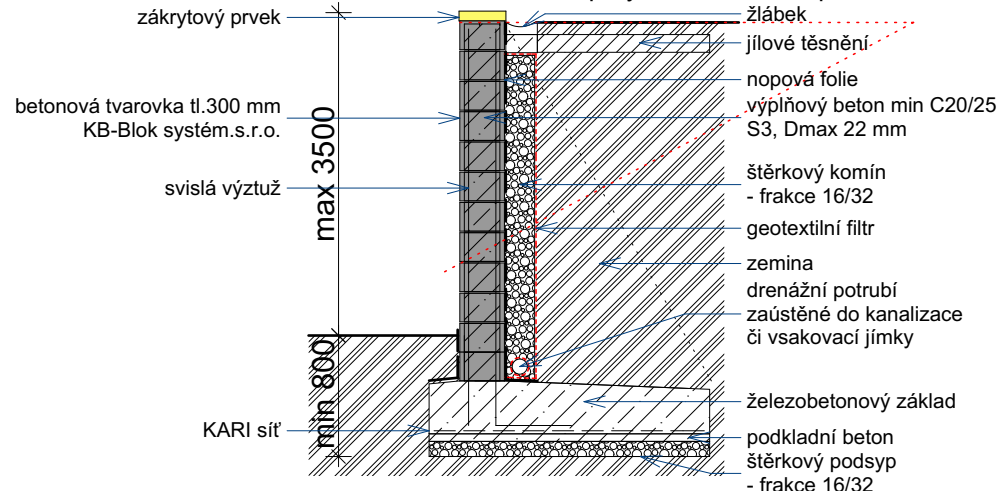 zákrytový prvek
betonová tvarovka tl.300 mm
KB-Blok systém.s.r.o.
svislá výztuž
KARI síť
max 3500
min 800
žlábek
jílové těsnění
nopová folie
výplňový beton min C20/25
S3, Dmax 22 mm
štěrkový komín
- frakce 16/32
geotextilní filtr
zemina
drenážní potrubí
zaústěné do kanalizace
či vsakovací jímky
železobetonový základ
podkladní beton
štěrkový podsyp
- frakce 16/32